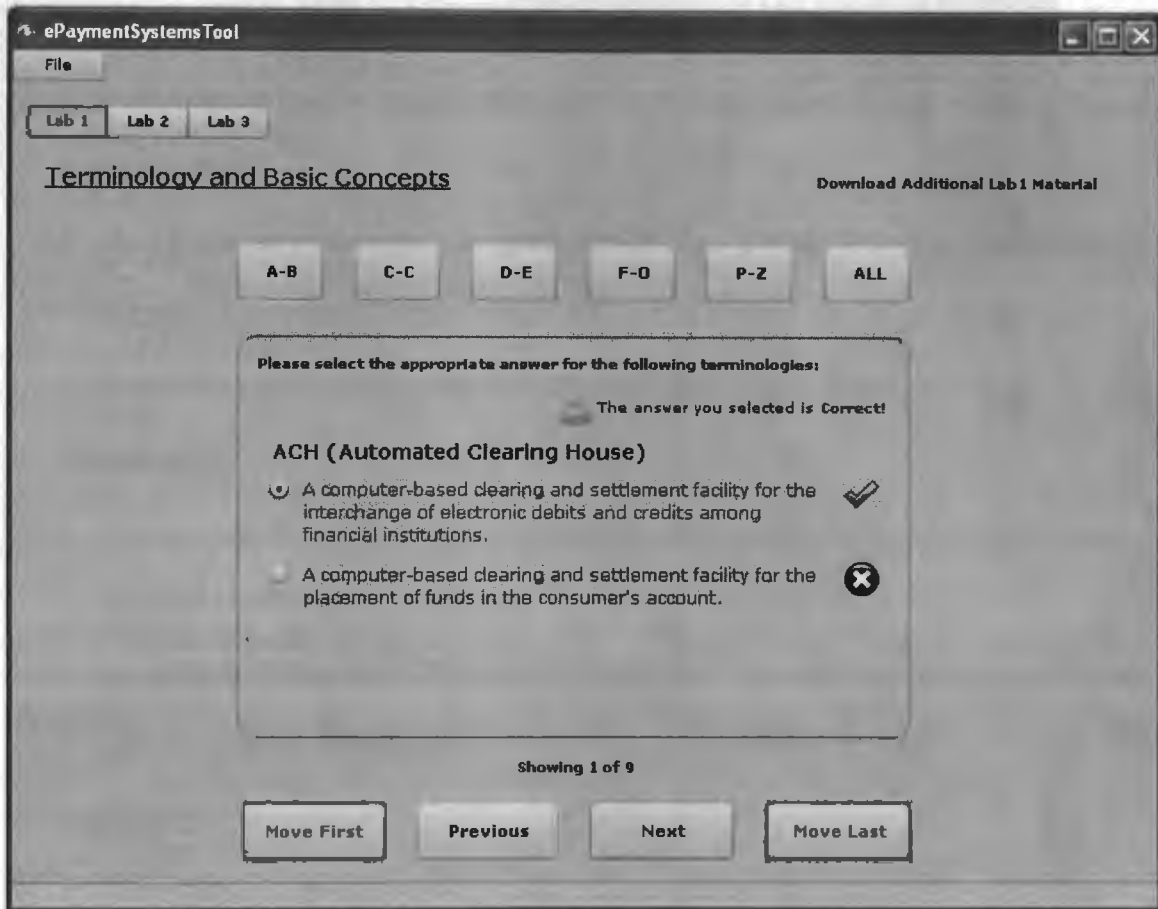 ePaymentSystemsTool
File
Lab 1 Lab 2 Lab 3
Terminology and Basic Concepts
Download Additional Lab1 Material
A-B C-C D-E F-O P-Z ALL
Please select the appropriate answer for the following terminologies:
The answer you selected is Correct!
ACH (Automated Clearing House)
A computer-based clearing and settlement facility for the
interchange of electronic debits and credits among
financial institutions.
A computer-based clearing and settlement facility for the
placement of funds in the consumer's account.
Showing 1 of 9
Move First Previous Next Move Last